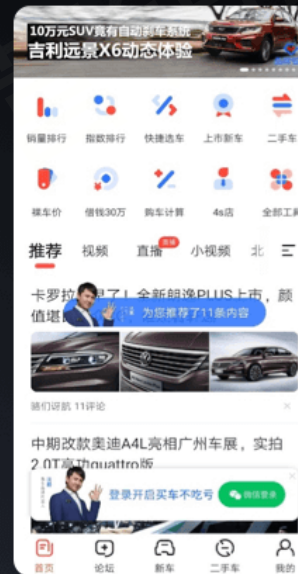 10万元SUV竟有自动刹车系统
吉利远景X6动态体验
销量排行 指数排行 快捷选车 上市新车 二手车
裸车价 借钱30万 购车计算 4s店 全部工具
推荐 视频 直播 小视频 北
卡罗拉 了！全新朗逸PLUS上市，颜
值堪
为您推荐了11条内容
11评论
中期改款奥迪A4L亮相广州车展，实拍
2.0T高功quattro版
登录开启买车不吃亏
微信登录
首页 论坛 新车 二手车 我的